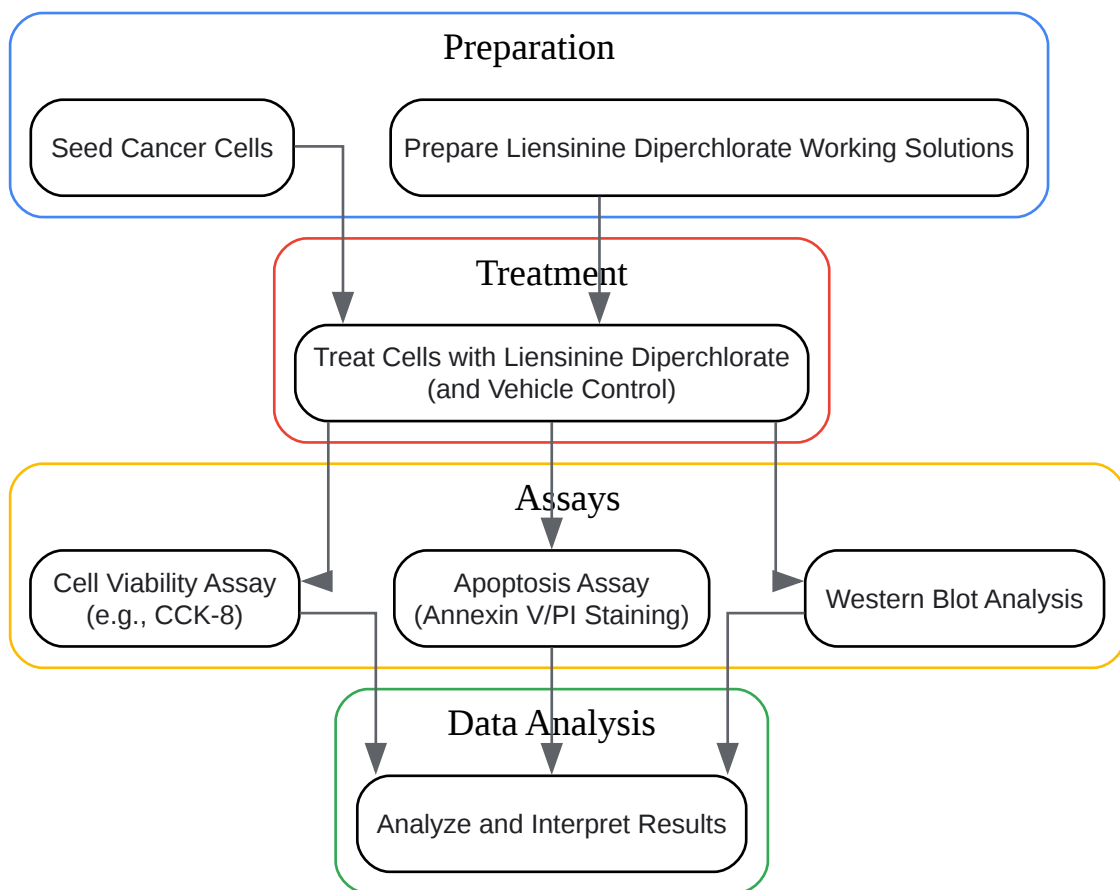 Preparation
Seed Cancer Cells
Prepare Liensinine Diperchlorate Working Solutions
Treatment
Treat Cells with Liensinine Diperchlorate
(and Vehicle Control)
Assays
Cell Viability Assay
(e.g., CCK-8)
Apoptosis Assay
(Annexin V/PI Staining)
Western Blot Analysis
Data Analysis
Analyze and Interpret Results